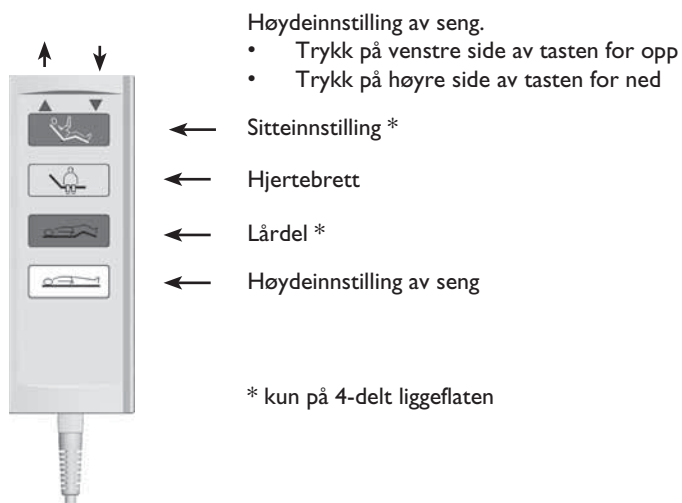 Høydeinnstilling av seng.
• Trykk på venstre side av tasten for opp
• Trykk på høyre side av tasten for ned
Sitteinnstilling *
Hjertebrett
Lårdel *
Høydeinnstilling av seng
* kun på 4-delt liggeflaten